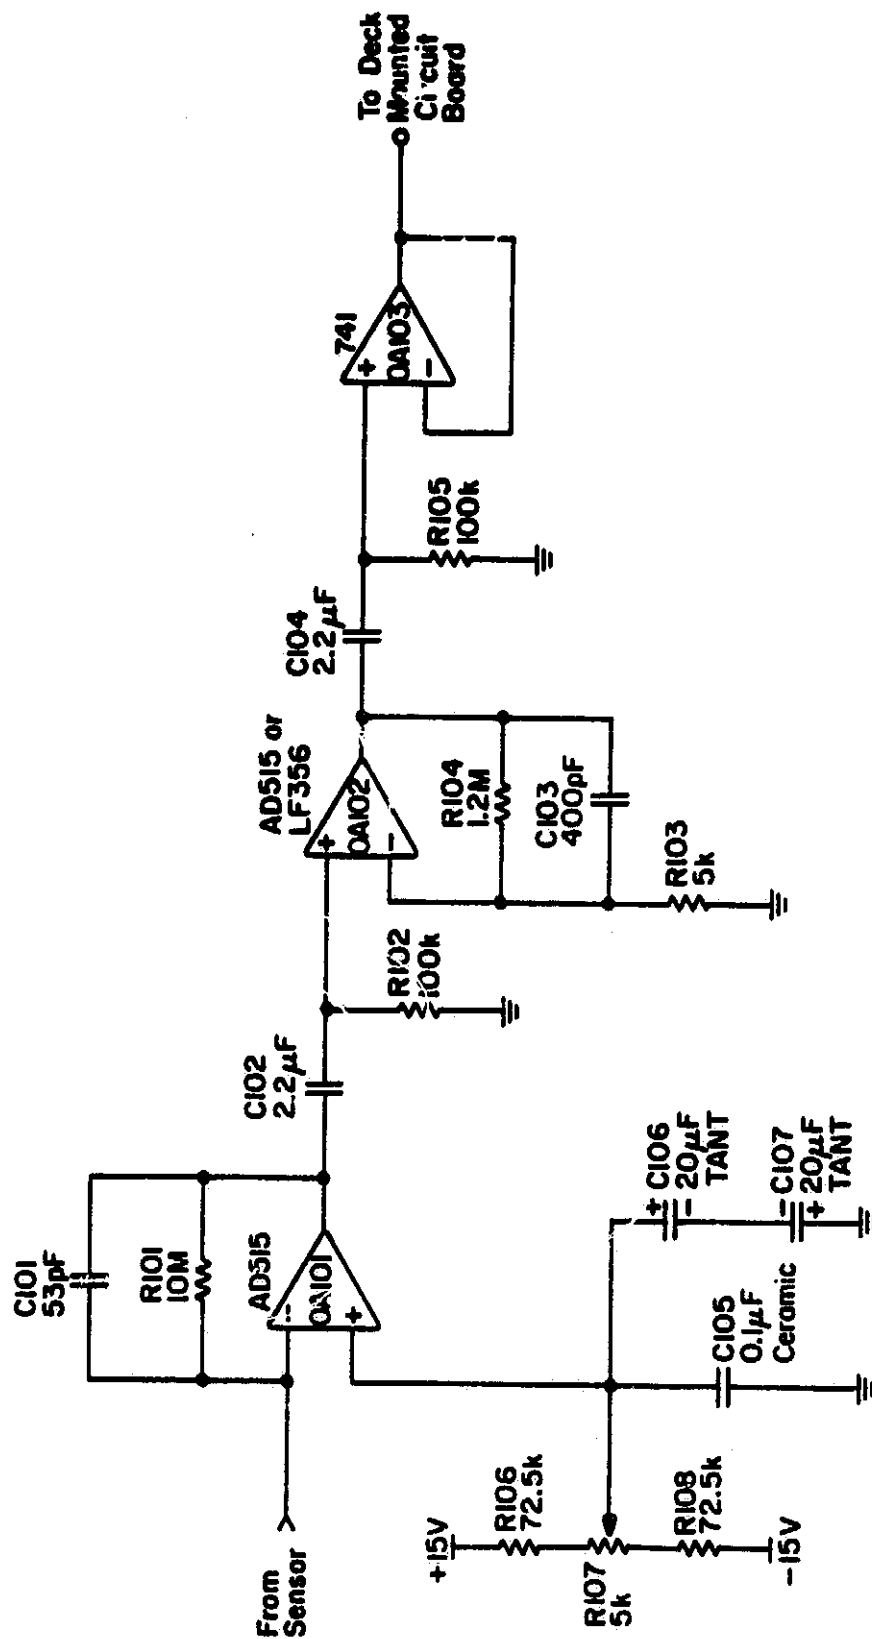 From
Sensor
C101
53pF
R101
10M
AD515
-
OA101
+
+15V
R106
72.5k
R107
5k
R108
72.5k
-15V
C105
0.1µF
Ceramic
+ C106
- 20µF
TANT
- C107
+ 20µF
TANT
C102
2.2µF
R102
100k
AD515 or
LF356
+
OA102
-
R104
1.2M
C103
400pF
R103
5k
C104
2.2µF
R105
100k
741
+
OA103
-
To Deck
Mounted
Circuit
Board